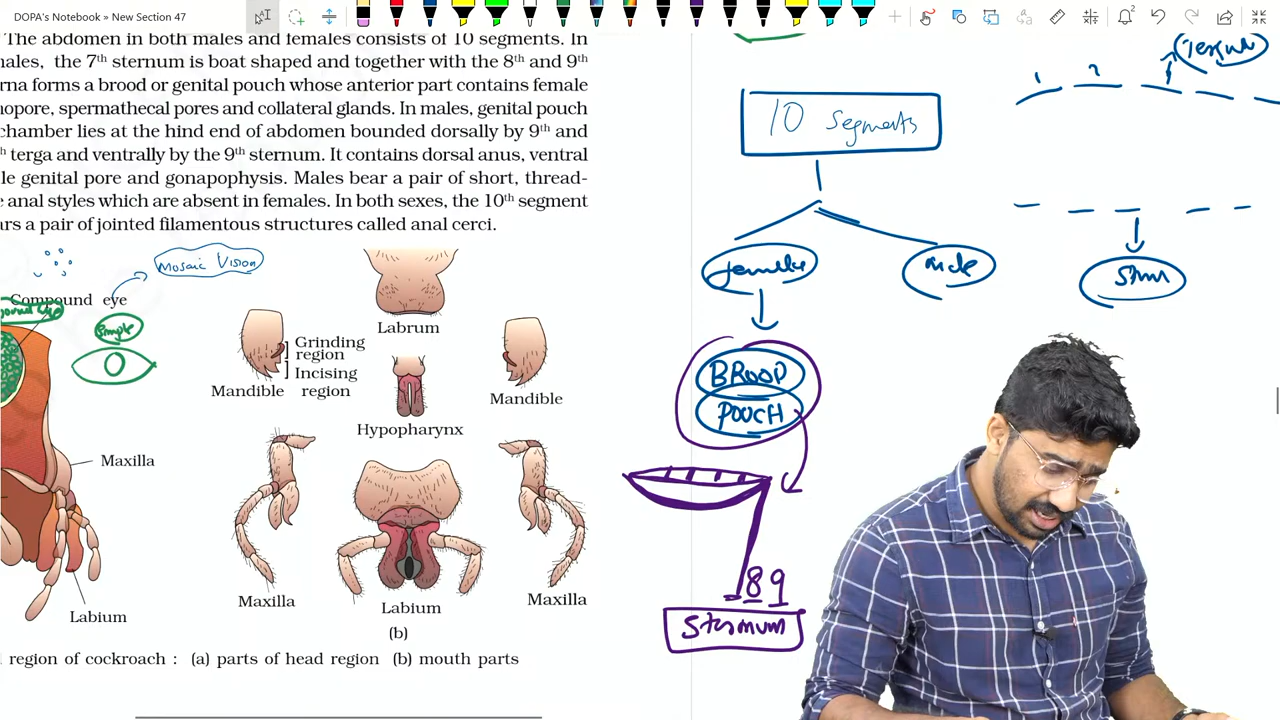 DOPA's Notebook » New Section 47
The abdomen in both males and females consists of 10 segments. In
males, the 7th sternum is boat shaped and together with the 8th and 9th
rna forms a brood or genital pouch whose anterior part contains female
nopore, spermathecal pores and collateral glands. In males, genital pouch
chamber lies at the hind end of abdomen bounded dorsally by 9th and
h terga and ventrally by the 9th sternum. It contains dorsal anus, ventral
le genital pore and gonapophysis. Males bear a pair of short, thread-
e anal styles which are absent in females. In both sexes, the 10th segment
ars a pair of jointed filamentous structures called anal cerci.
Mosaic Vision
Compound eye
Simple
Maxilla
Labium
Labrum
Grinding
region
Incising
region
Mandible
Mandible
Hypopharynx
Maxilla
Labium
Maxilla
(b)
region of cockroach : (a) parts of head region (b) mouth parts
10 Segments
female
male
BROOD
POUCH
8 9
Sternum
1 2